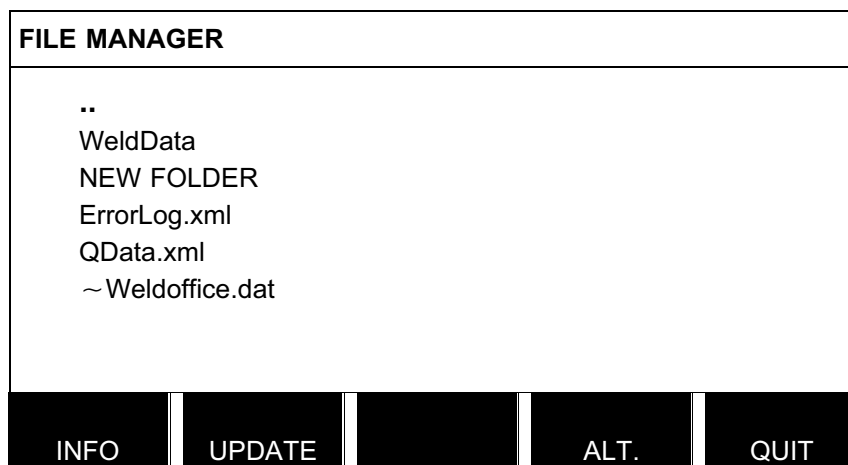 FILE MANAGER
..
WeldData
NEW FOLDER
ErrorLog.xml
QData.xml
~Weldoffice.dat
INFO UPDATE ALT. QUIT